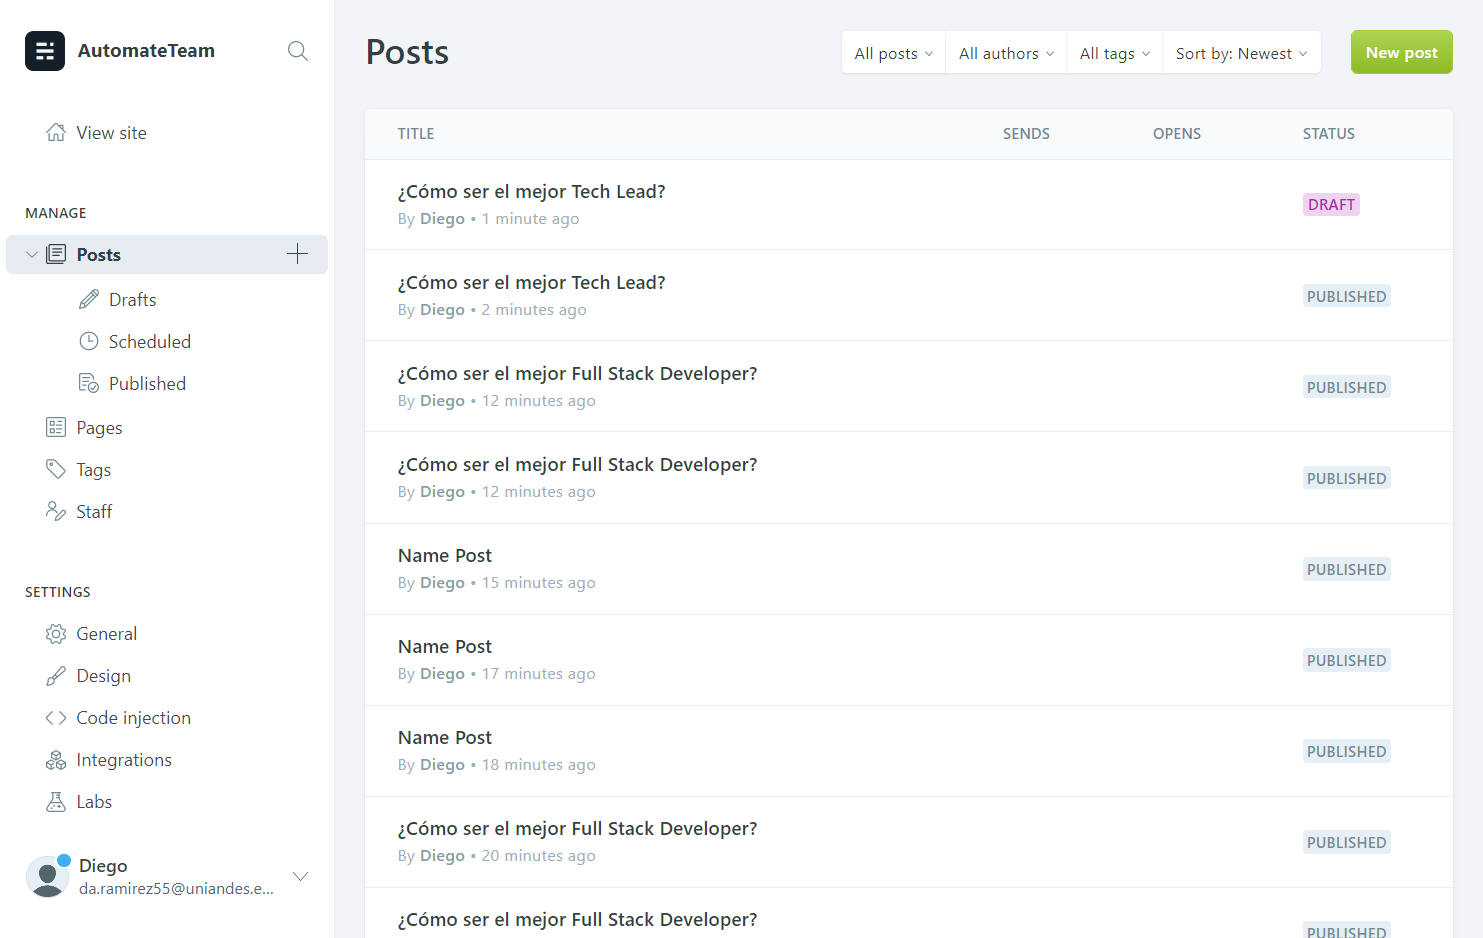 AutomateTeam
View site
MANAGE
Posts
Drafts
Scheduled
Published
Pages
Tags
Staff
SETTINGS
General
Design
Code injection
Integrations
Labs
Diego
da.ramirez55@uniandes.e...
Posts
All posts
All authors
All tags
Sort by: Newest
New post
TITLE SENDS OPENS STATUS
¿Cómo ser el mejor Tech Lead?
By Diego • 1 minute ago
DRAFT
¿Cómo ser el mejor Tech Lead?
By Diego • 2 minutes ago
PUBLISHED
¿Cómo ser el mejor Full Stack Developer?
By Diego • 12 minutes ago
PUBLISHED
¿Cómo ser el mejor Full Stack Developer?
By Diego • 12 minutes ago
PUBLISHED
Name Post
By Diego • 15 minutes ago
PUBLISHED
Name Post
By Diego • 17 minutes ago
PUBLISHED
Name Post
By Diego • 18 minutes ago
PUBLISHED
¿Cómo ser el mejor Full Stack Developer?
By Diego • 20 minutes ago
PUBLISHED
¿Cómo ser el mejor Full Stack Developer?
PUBLISHED